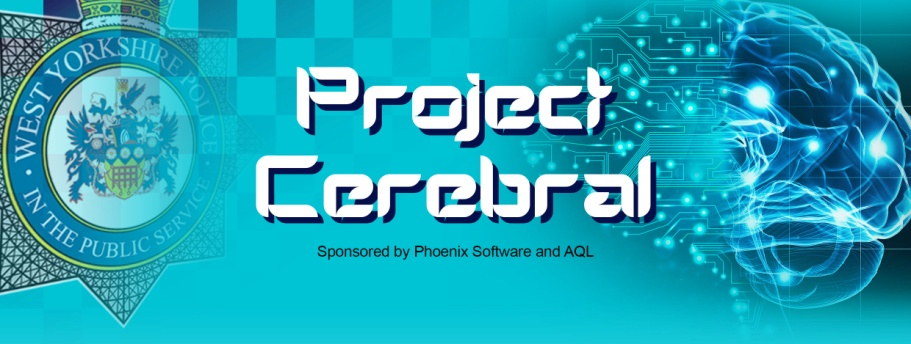 WEST YORKSHIRE POLICE
IN THE PUBLIC SERVICE
Project
Cerebral
Sponsored by Phoenix Software and AQL